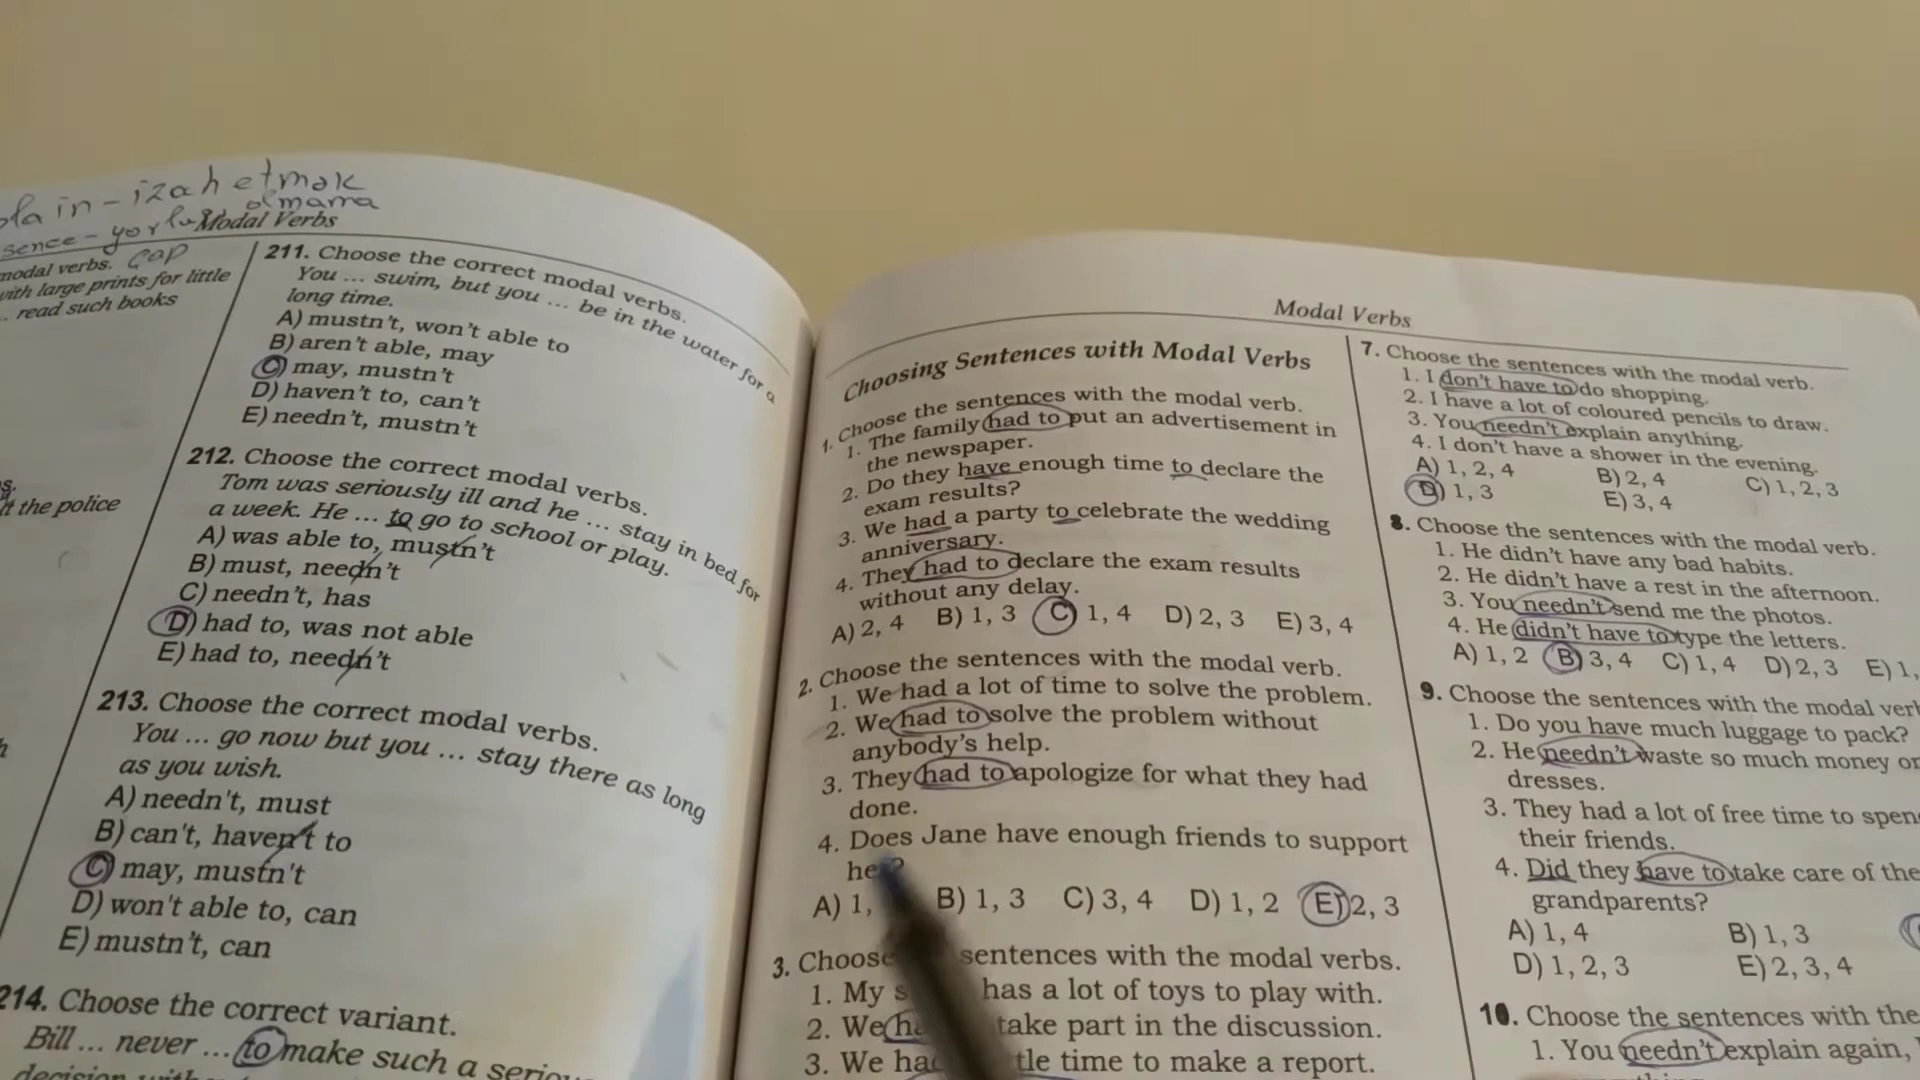 izah etmək
olmama
Modal Verbs
modal verbs.
with large prints for little
read such books
the police
211. Choose the correct modal verbs.
You ... swim, but you ... be in the water for a
long time.
A) mustn't, won't able to
B) aren't able, may
C) may, mustn't
D) haven't to, can't
E) needn't, mustn't
212. Choose the correct modal verbs.
Tom was seriously ill and he ... stay in bed for
a week. He ... to go to school or play.
A) was able to, mustn't
B) must, needn't
C) needn't, has
D) had to, was not able
E) had to, needn't
213. Choose the correct modal verbs.
You ... go now but you ... stay there as long
as you wish.
A) needn't, must
B) can't, haven't to
C) may, mustn't
D) won't able to, can
E) mustn't, can
214. Choose the correct variant.
Bill ... never ... to make such a
Modal Verbs
Choosing Sentences with Modal Verbs
1. Choose the sentences with the modal verb.
1. The family had to put an advertisement in
the newspaper.
2. Do they have enough time to declare the
exam results?
3. We had a party to celebrate the wedding
anniversary.
4. They had to declare the exam results
without any delay.
A) 2, 4 B) 1, 3 C) 1, 4 D) 2, 3 E) 3, 4
2. Choose the sentences with the modal verb.
1. We had a lot of time to solve the problem.
2. We had to solve the problem without
anybody's help.
3. They had to apologize for what they had
done.
4. Does Jane have enough friends to support
A) 1, B) 1, 3 C) 3, 4 D) 1, 2 E) 2, 3
3. Choose sentences with the modal verbs.
1. My has a lot of toys to play with.
2. We take part in the discussion.
3. We time to make a report.
7. Choose the sentences with the modal verb.
1. I don't have to do shopping.
2. I have a lot of coloured pencils to draw.
3. You needn't explain anything.
4. I don't have a shower in the evening.
A) 1, 2, 4 B) 2, 4 C) 1, 2, 3
D) 1, 3 E) 3, 4
8. Choose the sentences with the modal verb.
1. He didn't have any bad habits.
2. He didn't have a rest in the afternoon.
3. You needn't send me the photos.
4. He didn't have to type the letters.
A) 1, 2 B) 3, 4 C) 1, 4 D) 2, 3 E) 1,
9. Choose the sentences with the modal
1. Do you have much luggage to pack?
2. He needn't waste so much money
dresses.
3. They had a lot of free time to
their friends.
4. Did they have to take care of the
grandparents?
A) 1, 4 B) 1, 3
D) 1, 2, 3 E) 2, 3, 4
10. Choose the sentences with the
1. You needn't explain again,